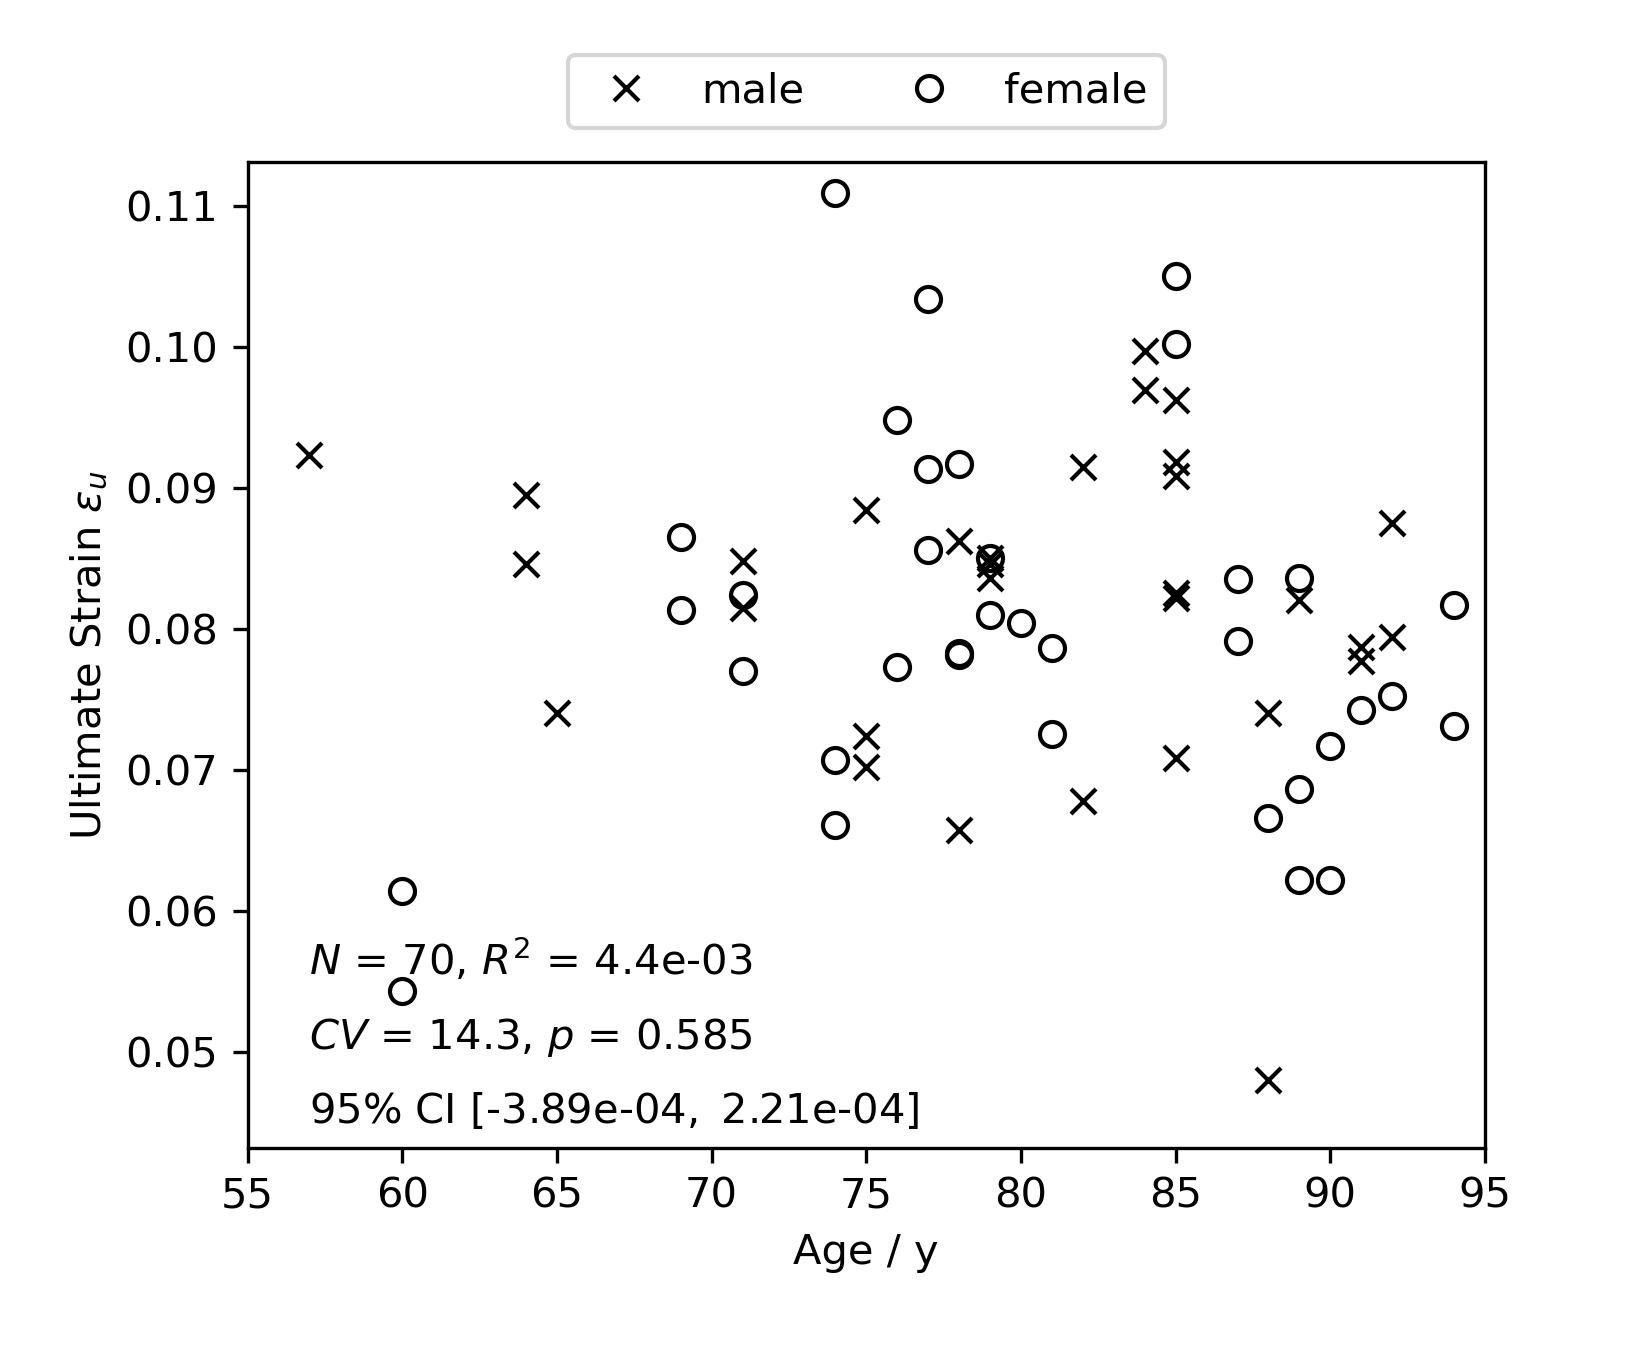 male female
0.11
0.10
0.09
0.08
0.07
0.06
0.05
Ultimate Strain εᵤ
N = 70, R² = 4.4e-03
CV = 14.3, p = 0.585
95% CI [-3.89e-04, 2.21e-04]
55 60 65 70 75 80 85 90 95
Age / y